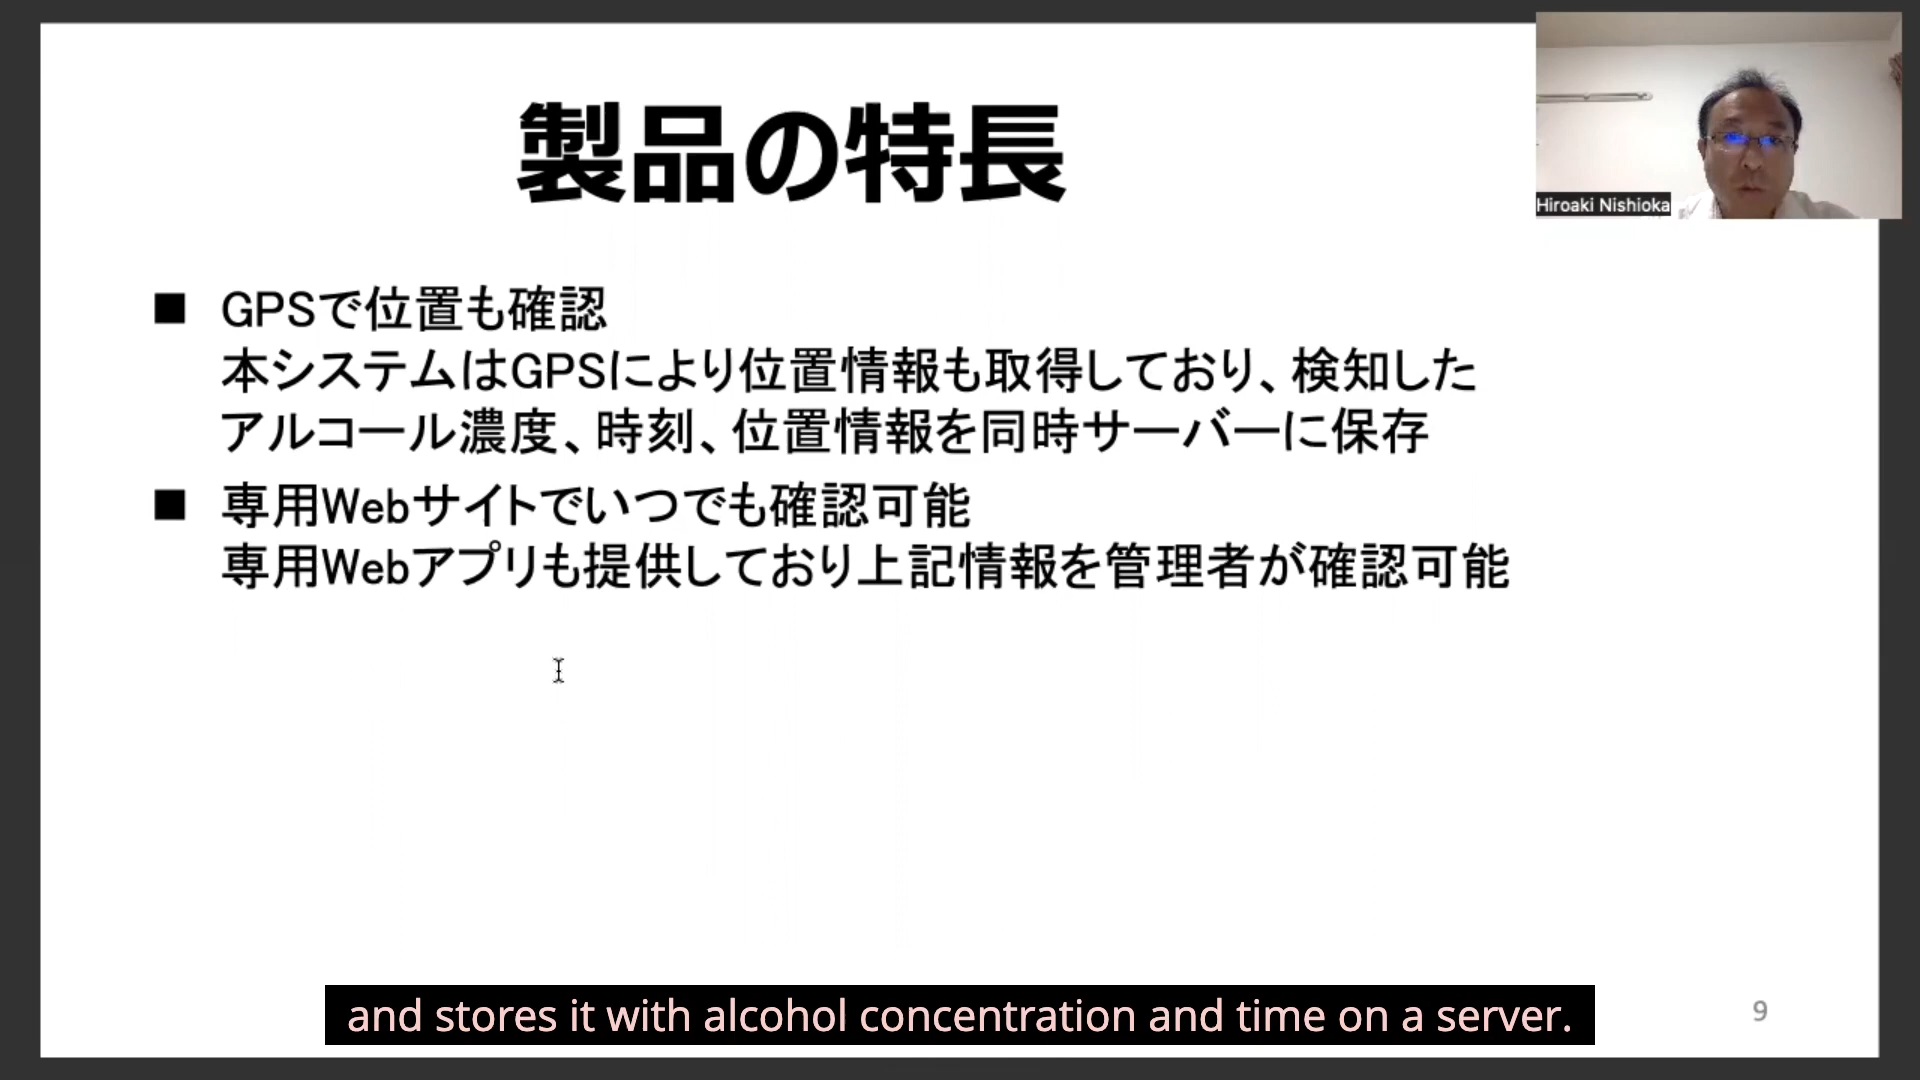 製品の特長
Hiroaki Nishioka
■ GPSで位置も確認
本システムはGPSにより位置情報も取得しており、検知した
アルコール濃度、時刻、位置情報を同時サーバーに保存
■ 専用Webサイトでいつでも確認可能
専用Webアプリも提供しており上記情報を管理者が確認可能
and stores it with alcohol concentration and time on a server.
9